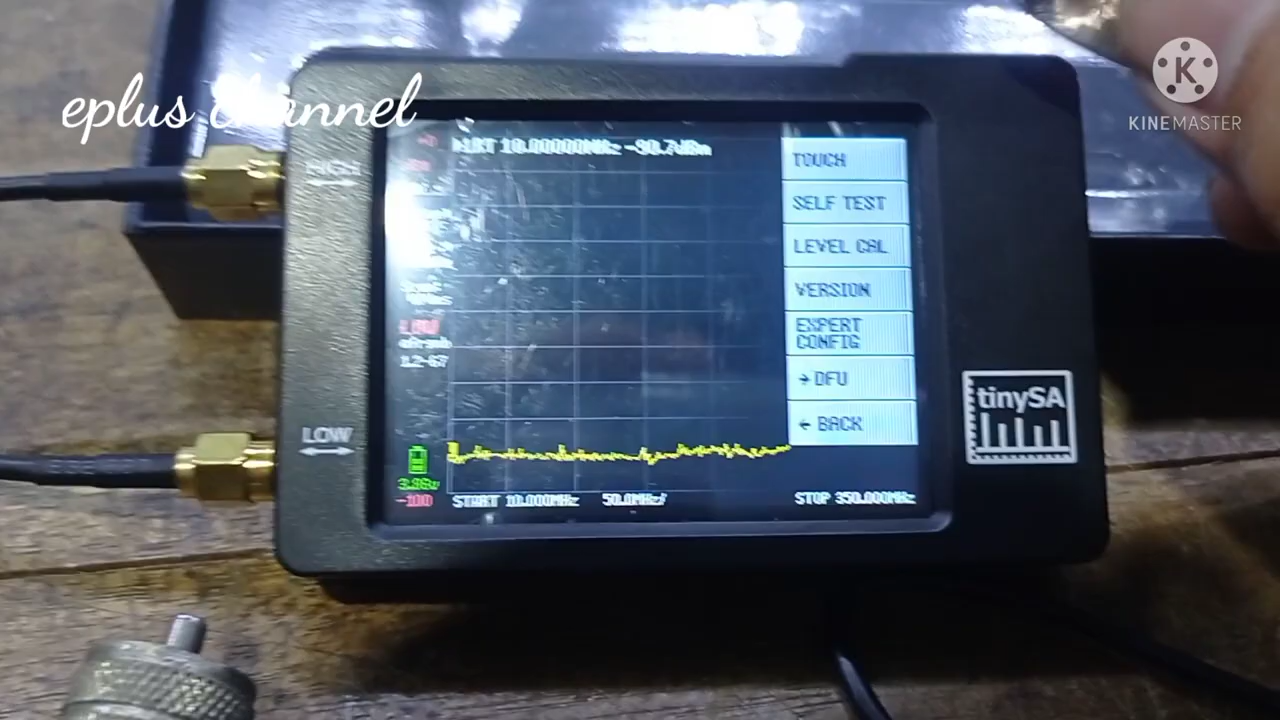 eplus channel
KINEMASTER
HIGH
10.00000MHz -90.7dBm
TOUCH
SELF TEST
LEVEL CAL
VERSION
EXPERT
CONFIG
→ DFU
← BACK
LOW
LOW
3.86v
-100
START 10.000MHz 50.0MHz/ STOP 350.000MHz
tinySA